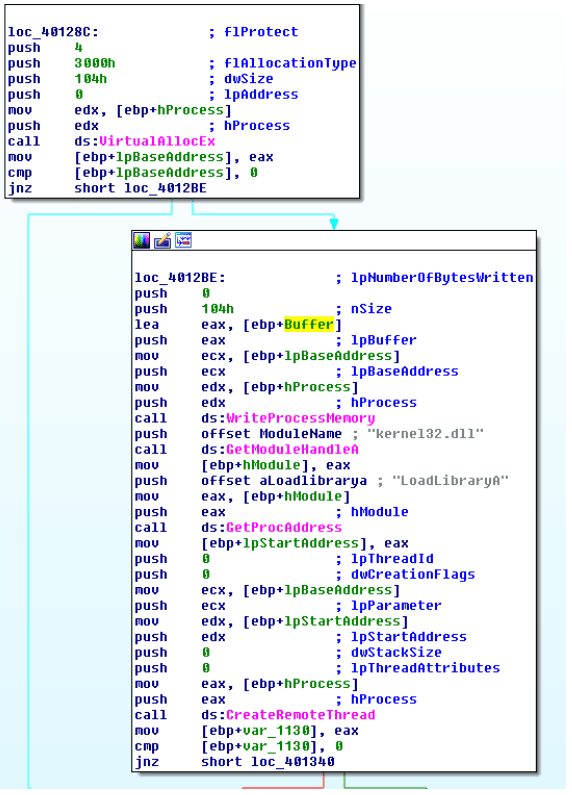 loc_40128C: ; flProtect
push 4
push 3000h ; flAllocationType
push 104h ; dwSize
push 0 ; lpAddress
mov edx, [ebp+hProcess]
push edx ; hProcess
call ds:VirtualAllocEx
mov [ebp+lpBaseAddress], eax
cmp [ebp+lpBaseAddress], 0
jnz short loc_4012BE
loc_4012BE: ; lpNumberOfBytesWritten
push 0
push 104h ; nSize
lea eax, [ebp+Buffer]
push eax ; lpBuffer
mov ecx, [ebp+lpBaseAddress]
push ecx ; lpBaseAddress
mov edx, [ebp+hProcess]
push edx ; hProcess
call ds:WriteProcessMemory
push offset ModuleName ; "kernel32.dll"
call ds:GetModuleHandleA
mov [ebp+hModule], eax
push offset aLoadlibrarya ; "LoadLibraryA"
mov eax, [ebp+hModule]
push eax ; hModule
call ds:GetProcAddress
mov [ebp+lpStartAddress], eax
push 0 ; lpThreadId
push 0 ; dwCreationFlags
mov ecx, [ebp+lpBaseAddress]
push ecx ; lpParameter
mov edx, [ebp+lpStartAddress]
push edx ; lpStartAddress
push 0 ; dwStackSize
push 0 ; lpThreadAttributes
mov eax, [ebp+hProcess]
push eax ; hProcess
call ds:CreateRemoteThread
mov [ebp+var_1130], eax
cmp [ebp+var_1130], 0
jnz short loc_401340